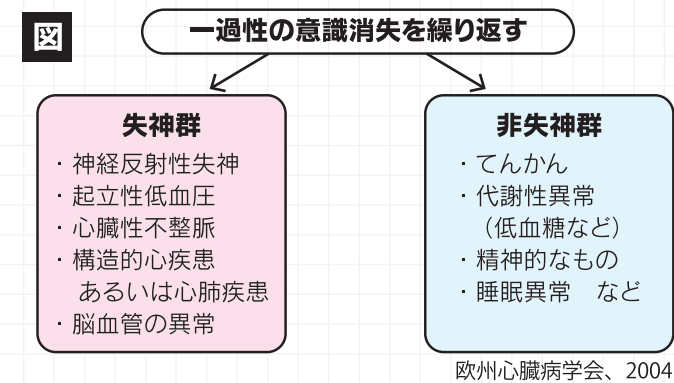 図
一過性の意識消失を繰り返す
失神群
・神経反射性失神
・起立性低血圧
・心臓性不整脈
・構造的心疾患
あるいは心肺疾患
・脳血管の異常
非失神群
・てんかん
・代謝性異常
（低血糖など）
・精神的なもの
・睡眠異常　など
欧州心臓病学会、2004